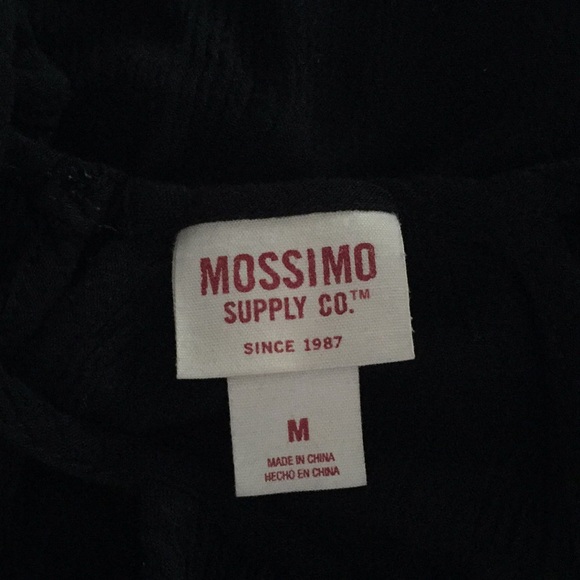 MOSSIMO
SUPPLY CO.™
SINCE 1987
M
MADE IN CHINA
HECHO EN CHINA